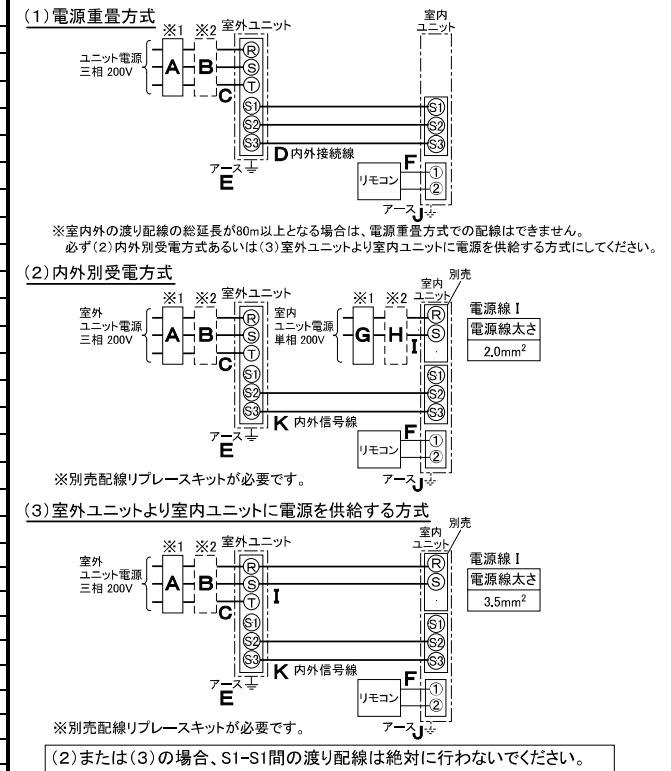 (1)電源重畳方式
※1 ※2 室外ユニット
室内
ユニット
ユニット電源
三相 200V
A B C
R
S
T
S1 S1
S2 S2
S3 S3
D 内外接続線
アース
E
リモコン
F
①
②
アース J
※室内外の渡り配線の総延長が80m以上となる場合は、電源重畳方式での配線はできません。
必ず(2)内外別受電方式あるいは(3)室外ユニットより室内ユニットに電源を供給する方式にしてください。
(2)内外別受電方式
※1 ※2 室外ユニット
※1 ※2
室内
ユニット
別売
室外
ユニット電源
三相 200V
A B C
R
S
T
S1
S2
S3
室内
ユニット電源
単相 200V
G H I
R
S
S1
S2
S3
電源線 I
電源線太さ
2.0mm²
K 内外信号線
アース
E
リモコン
F
①
②
アース J
※別売配線リプレースキットが必要です。
(3)室外ユニットより室内ユニットに電源を供給する方式
※1 ※2 室外ユニット
室内
ユニット
別売
室外
ユニット電源
三相 200V
A B C
R
S
T
S1
S2
S3
I
R
S
S1
S2
S3
電源線 I
電源線太さ
3.5mm²
K 内外信号線
アース
E
リモコン
F
①
②
アース J
※別売配線リプレースキットが必要です。
(2)または(3)の場合、S1-S1間の渡り配線は絶対に行わないでください。